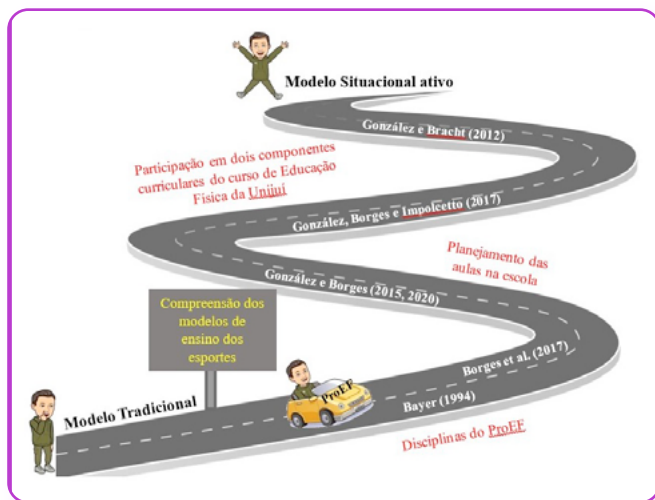 Modelo Situacional ativo
González e Bracht (2012)
Participação em dois componentes
curriculares do curso de Educação
Física da Unijuí
González, Borges e Impolcetto (2017)
Planejamento das
aulas na escola
González e Borges (2015, 2020)
Compreensão dos
modelos de
ensino dos
esportes
Borges et al. (2017)
ProEF
Modelo Tradicional
Bayer (1994)
Disciplinas do ProEF